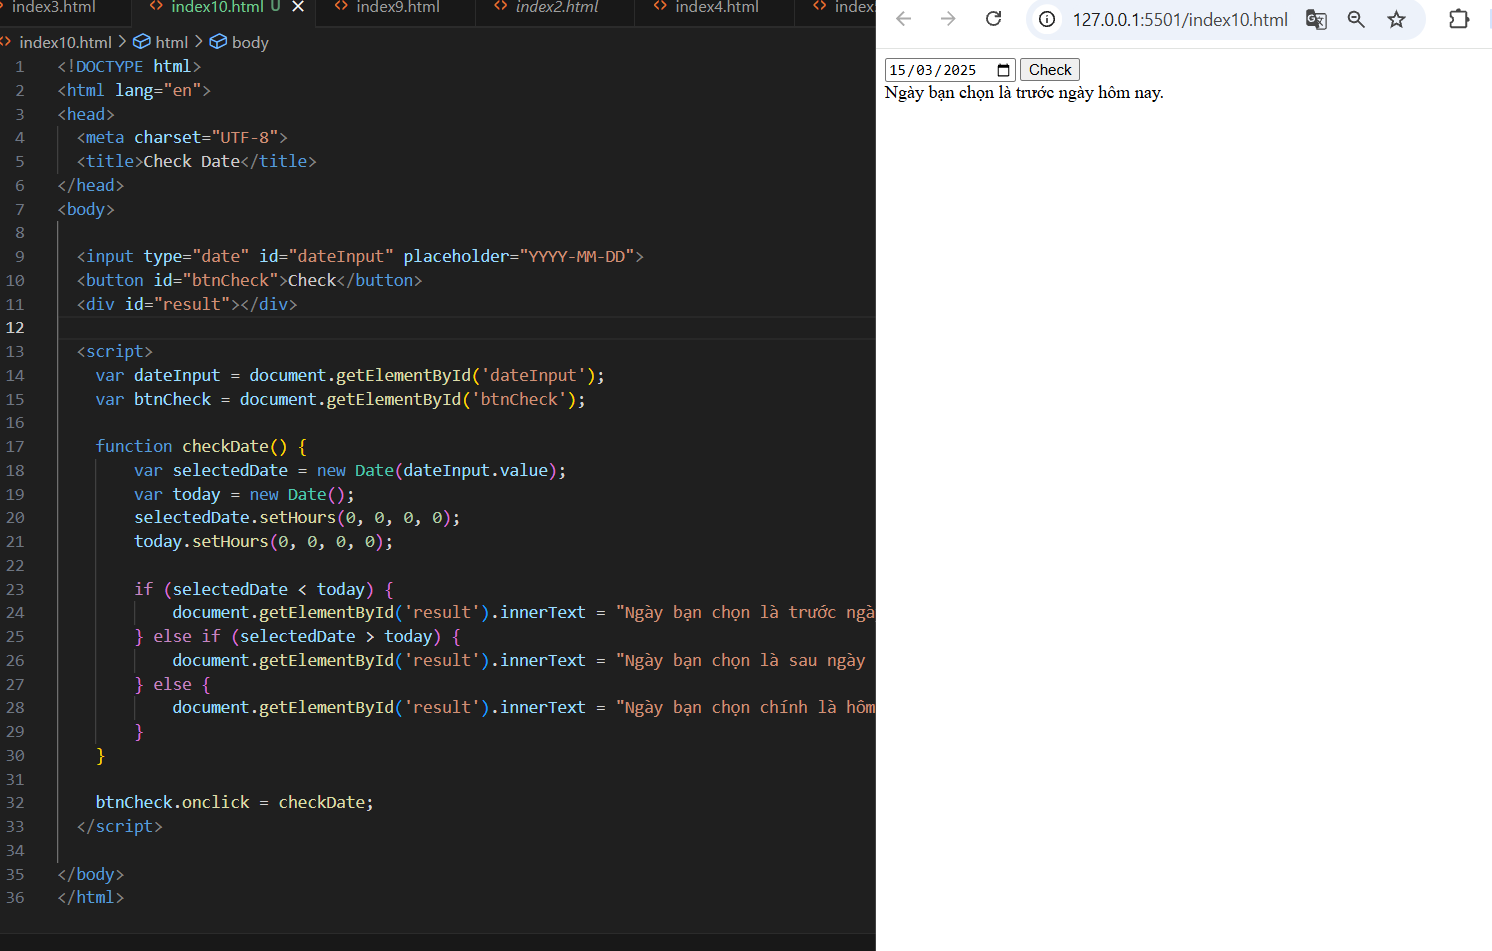 index3.html
index10.html U
index9.html
index2.html
index4.html
index10.html > html > body
1 <!DOCTYPE html>
2 <html lang="en">
3 <head>
4 <meta charset="UTF-8">
5 <title>Check Date</title>
6 </head>
7 <body>
8
9 <input type="date" id="dateInput" placeholder="YYYY-MM-DD">
10 <button id="btnCheck">Check</button>
11 <div id="result"></div>
12
13 <script>
14 var dateInput = document.getElementById('dateInput');
15 var btnCheck = document.getElementById('btnCheck');
16
17 function checkDate() {
18 var selectedDate = new Date(dateInput.value);
19 var today = new Date();
20 selectedDate.setHours(0, 0, 0, 0);
21 today.setHours(0, 0, 0, 0);
22
23 if (selectedDate < today) {
24 document.getElementById('result').innerText = "Ngày bạn chọn là trước ngà
25 } else if (selectedDate > today) {
26 document.getElementById('result').innerText = "Ngày bạn chọn là sau ngày
27 } else {
28 document.getElementById('result').innerText = "Ngày bạn chọn chính là hôm
29 }
30 }
31
32 btnCheck.onclick = checkDate;
33 </script>
34
35 </body>
36 </html>
127.0.0.1:5501/index10.html
15/03/2025 Check
Ngày bạn chọn là trước ngày hôm nay.